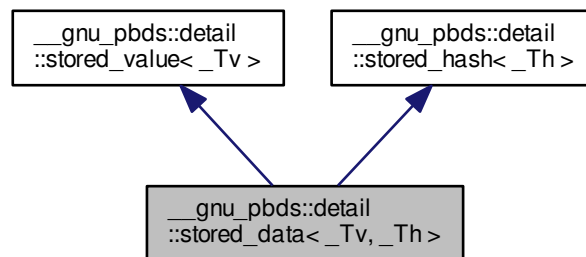 __gnu_pbds::detail
::stored_value< _Tv >
__gnu_pbds::detail
::stored_hash< _Th >
__gnu_pbds::detail
::stored_data< _Tv, _Th >